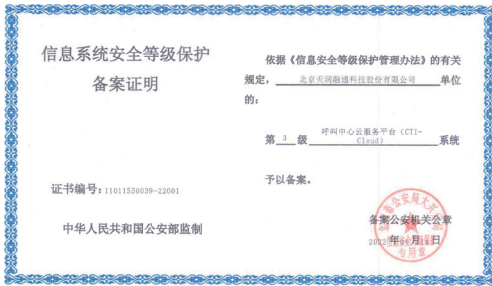 信息系统安全等级保护
备案证明
证书编号：11011550039-22001
中华人民共和国公安部监制
依据《信息安全等级保护管理办法》的有关
规定，北京天润融通科技股份有限公司单位
的：
第 3 级 呼叫中心云服务平台（CTI-
Cloud）系统
予以备案。
备案公安机关公章
专用章